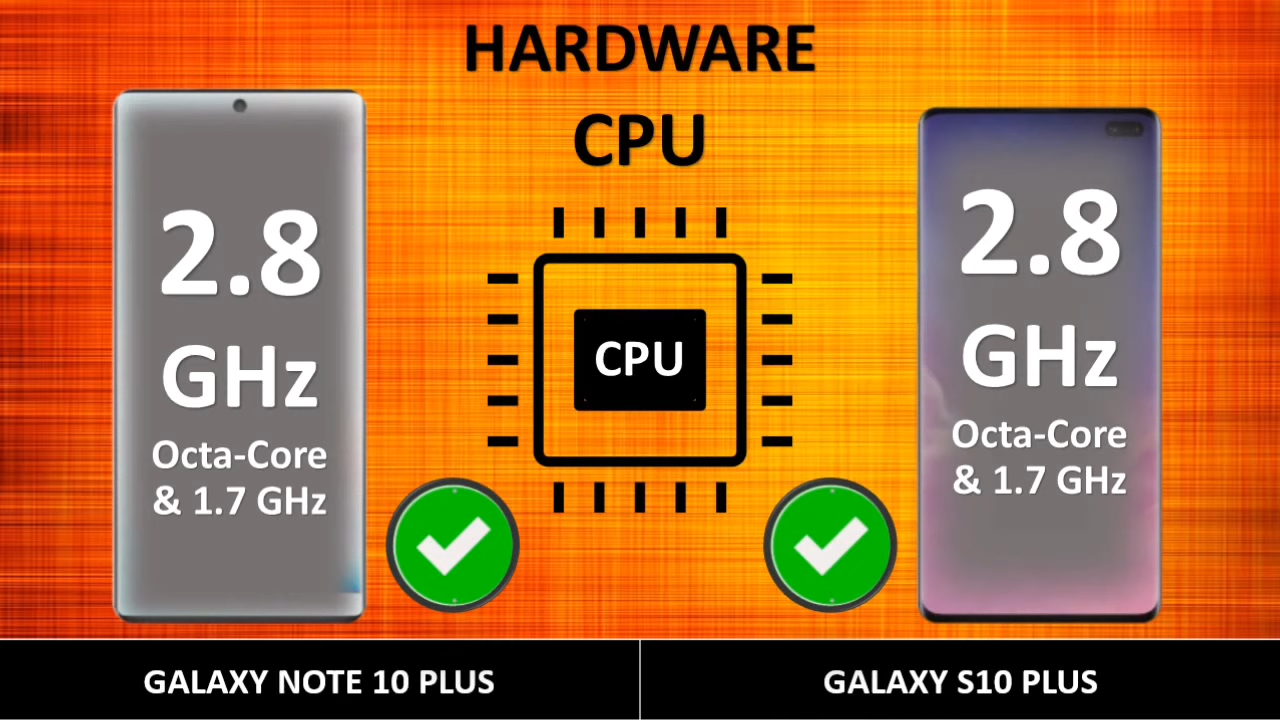 HARDWARE
CPU
2.8
GHz
Octa-Core
& 1.7 GHz
CPU
2.8
GHz
Octa-Core
& 1.7 GHz
GALAXY NOTE 10 PLUS
GALAXY S10 PLUS